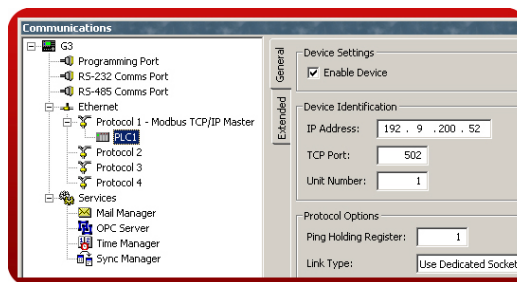 Communications
G3
Programming Port
RS-232 Comms Port
RS-485 Comms Port
Ethernet
Protocol 1 - Modbus TCP/IP Master
PLC1
Protocol 2
Protocol 3
Protocol 4
Services
Mail Manager
OPC Server
Time Manager
Sync Manager
General
Extended
Device Settings
Enable Device
Device Identification
IP Address: 192 . 9 .200 . 52
TCP Port: 502
Unit Number: 1
Protocol Options
Ping Holding Register: 1
Link Type: Use Dedicated Socket